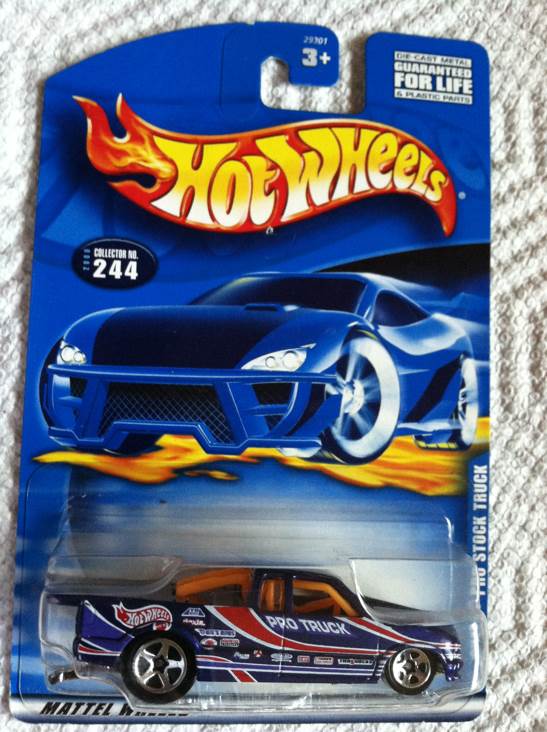 29301
3+
DIE-CAST METAL
GUARANTEED
FOR LIFE
& PLASTIC PARTS
HOT WHEELS
®
2000
COLLECTOR NO.
244
PRO STOCK TRUCK
HOT WHEELS
PRO TRUCK
MATTEL WHEELS